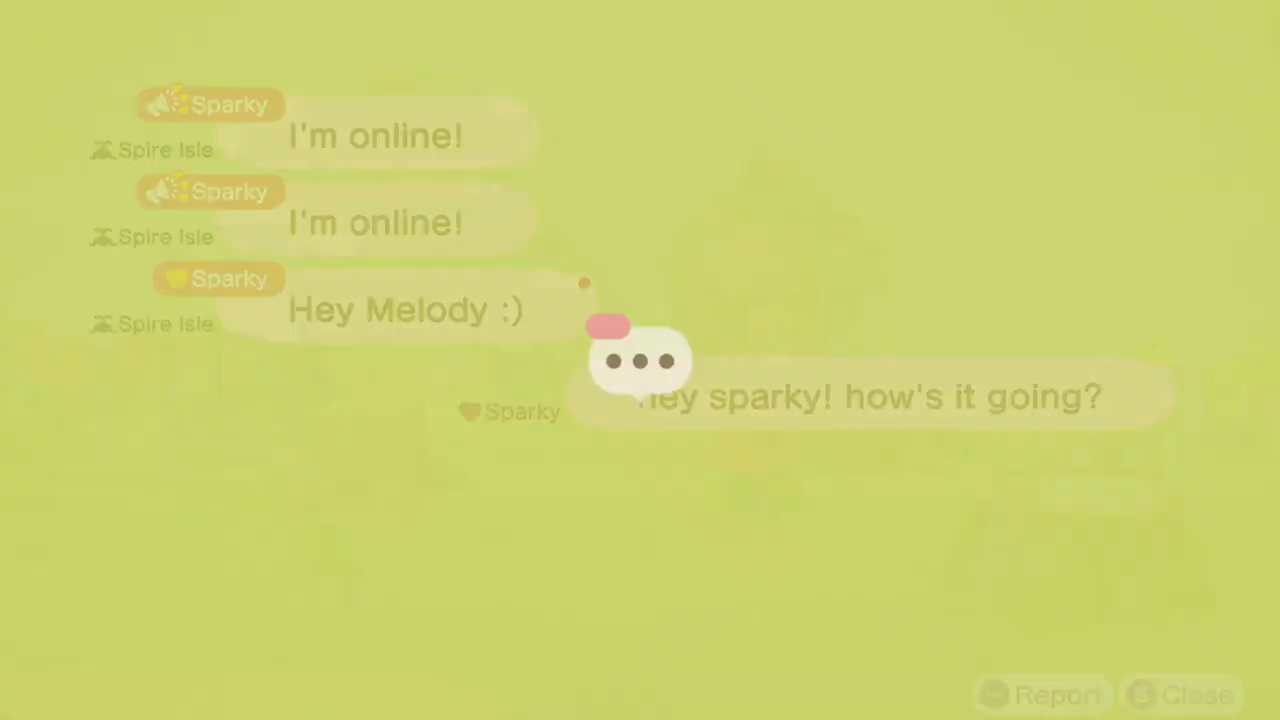 Sparky
I'm online!
Spire Isle
Sparky
I'm online!
Spire Isle
Sparky
Hey Melody :)
Spire Isle
hey sparky! how's it going?
Sparky
Report
Close